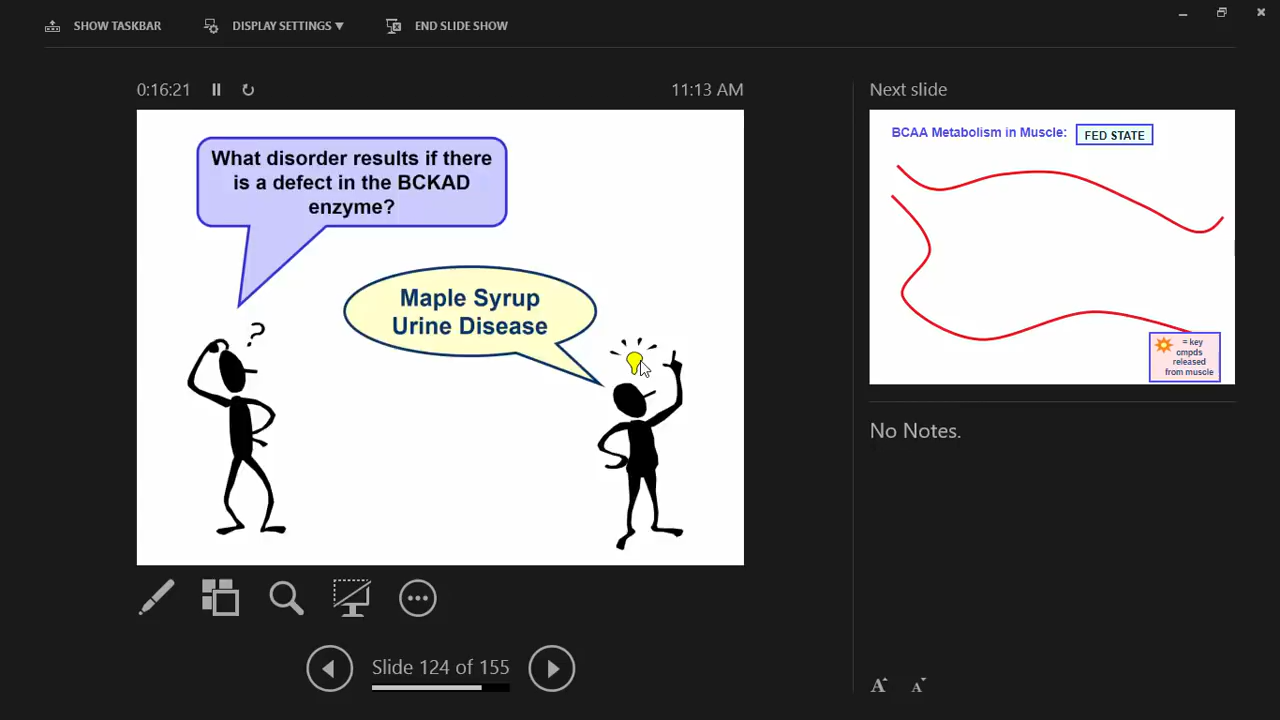 SHOW TASKBAR
DISPLAY SETTINGS ▼
END SLIDE SHOW
0:16:21
11:13 AM
What disorder results if there
is a defect in the BCKAD
enzyme?
Maple Syrup
Urine Disease
?
Slide 124 of 155
Next slide
BCAA Metabolism in Muscle:
FED STATE
= key
cmpds
released
from muscle
No Notes.
A A